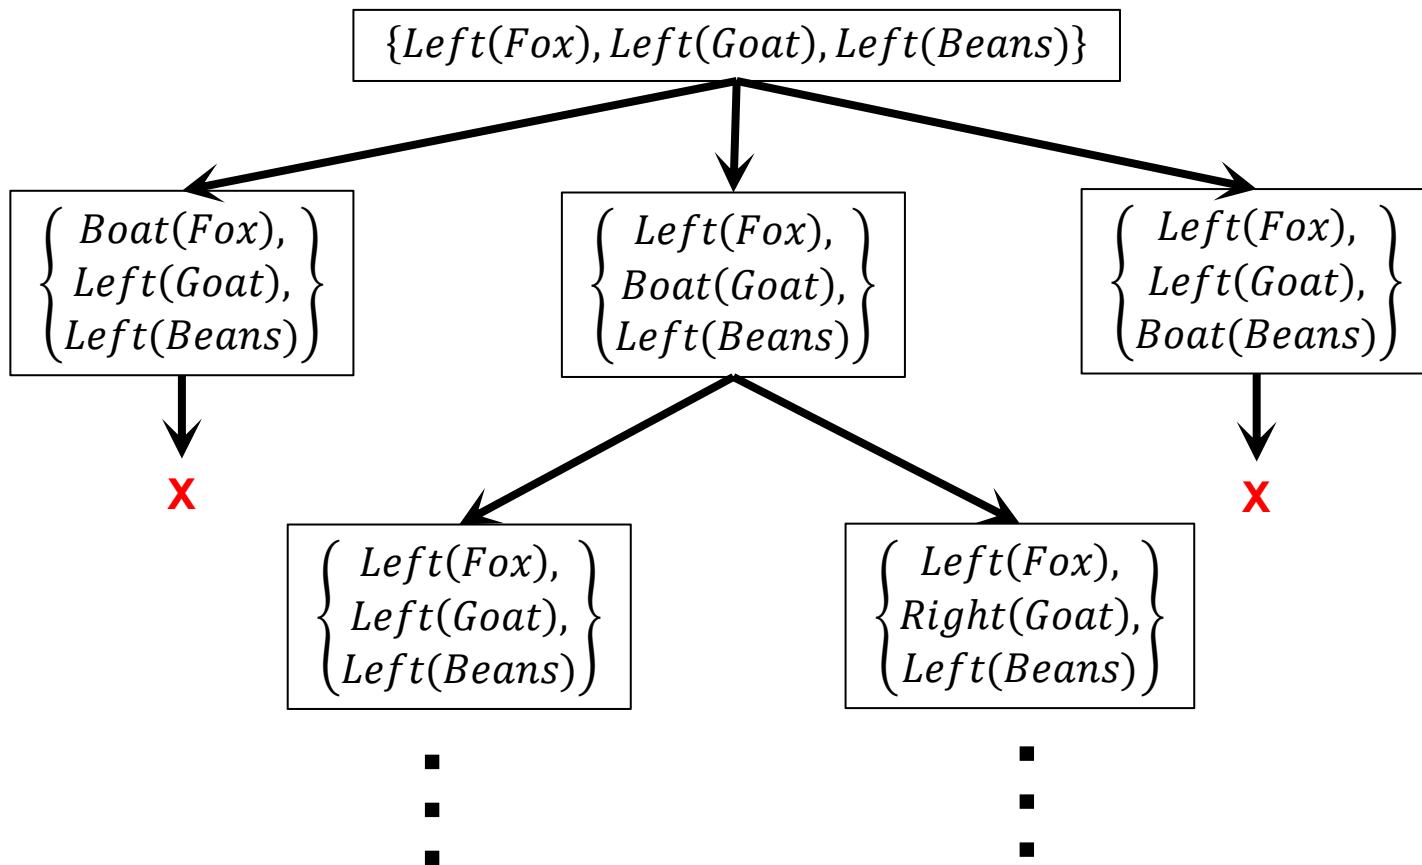 {Left(Fox), Left(Goat), Left(Beans)}
{Boat(Fox),
Left(Goat),
Left(Beans)}
{Left(Fox),
Boat(Goat),
Left(Beans)}
{Left(Fox),
Left(Goat),
Boat(Beans)}
X
X
{Left(Fox),
Left(Goat),
Left(Beans)}
{Left(Fox),
Right(Goat),
Left(Beans)}